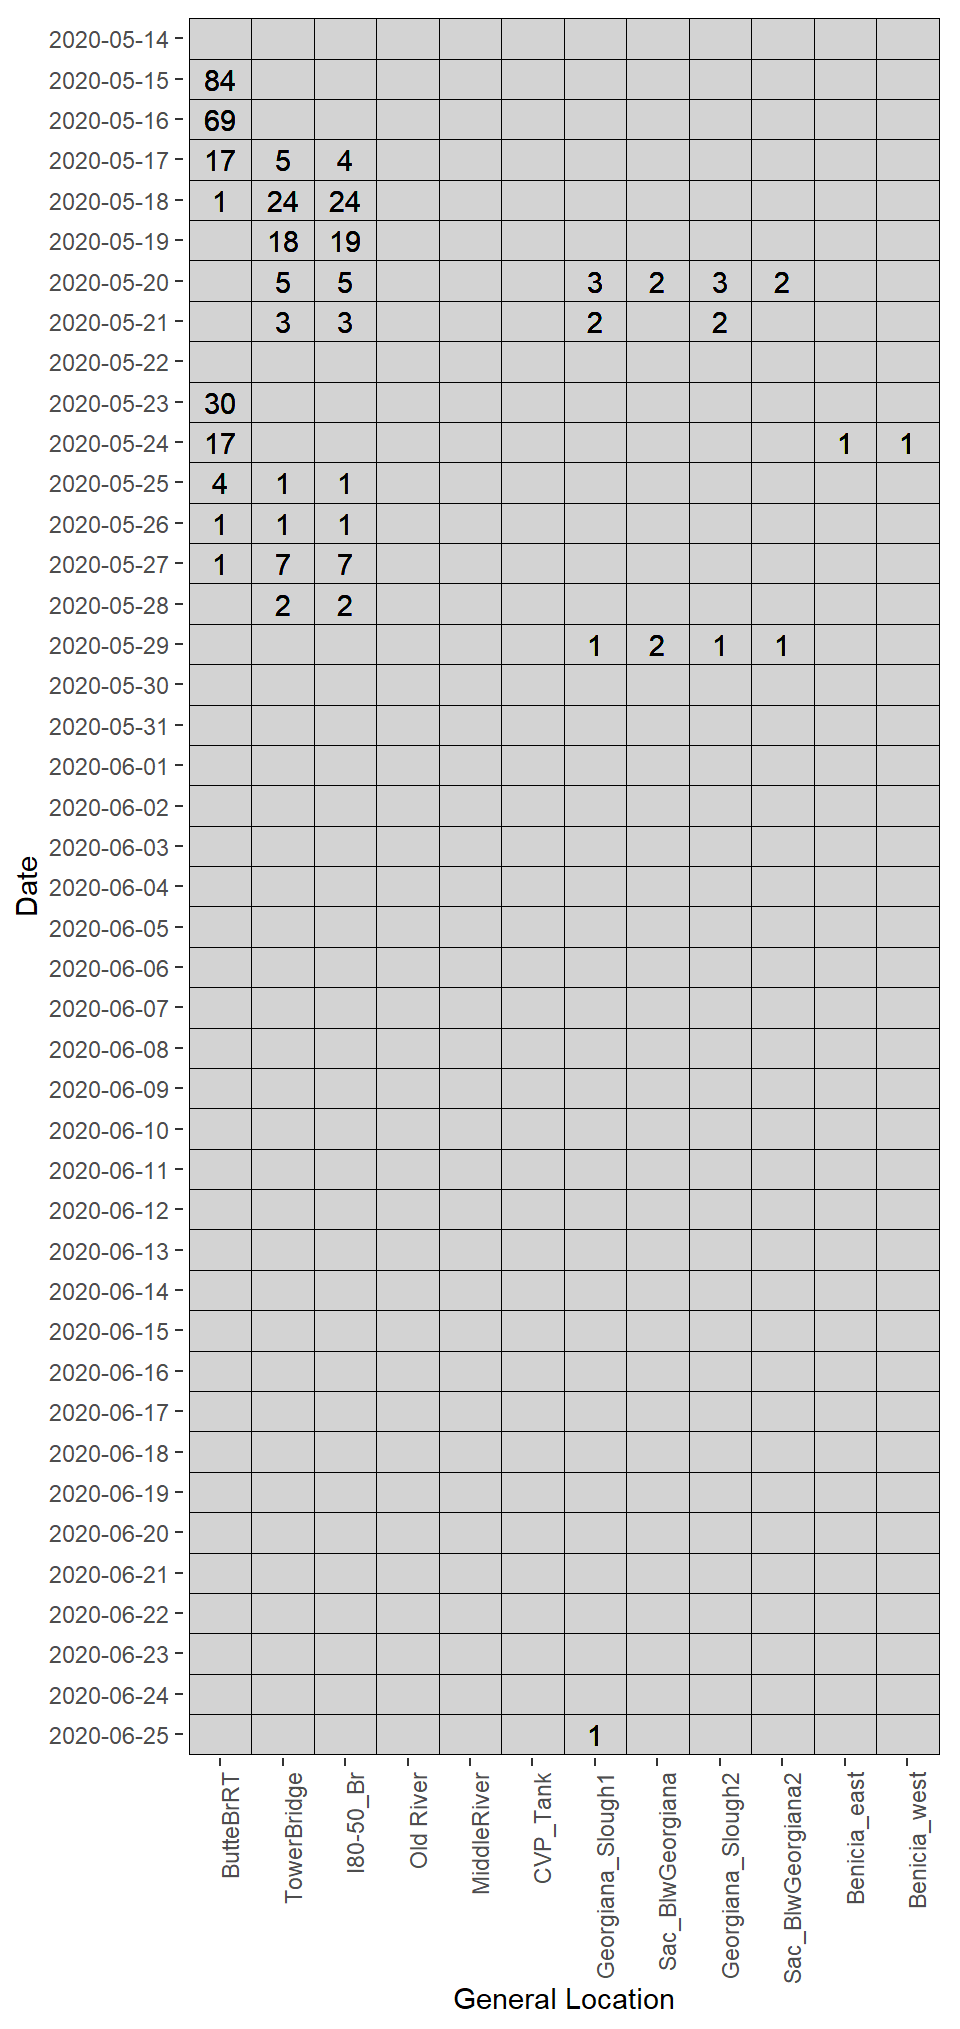 2020-05-14
2020-05-15 84
2020-05-16 69
2020-05-17 17 5 4
2020-05-18 1 24 24
2020-05-19 18 19
2020-05-20 5 5 3 2 3 2
2020-05-21 3 3 2 2
2020-05-22
2020-05-23 30
2020-05-24 17 1 1
2020-05-25 4 1 1
2020-05-26 1 1 1
2020-05-27 1 7 7
2020-05-28 2 2
2020-05-29 1 2 1 1
2020-05-30
2020-05-31
2020-06-01
2020-06-02
2020-06-03
2020-06-04
2020-06-05
2020-06-06
2020-06-07
2020-06-08
2020-06-09
2020-06-10
2020-06-11
2020-06-12
2020-06-13
2020-06-14
2020-06-15
2020-06-16
2020-06-17
2020-06-18
2020-06-19
2020-06-20
2020-06-21
2020-06-22
2020-06-23
2020-06-24
2020-06-25 1
Date
ButteBrRT
TowerBridge
I80-50_Br
Old River
MiddleRiver
CVP_Tank
Georgiana_Slough1
Sac_BlwGeorgiana
Georgiana_Slough2
Sac_BlwGeorgiana2
Benicia_east
Benicia_west
General Location